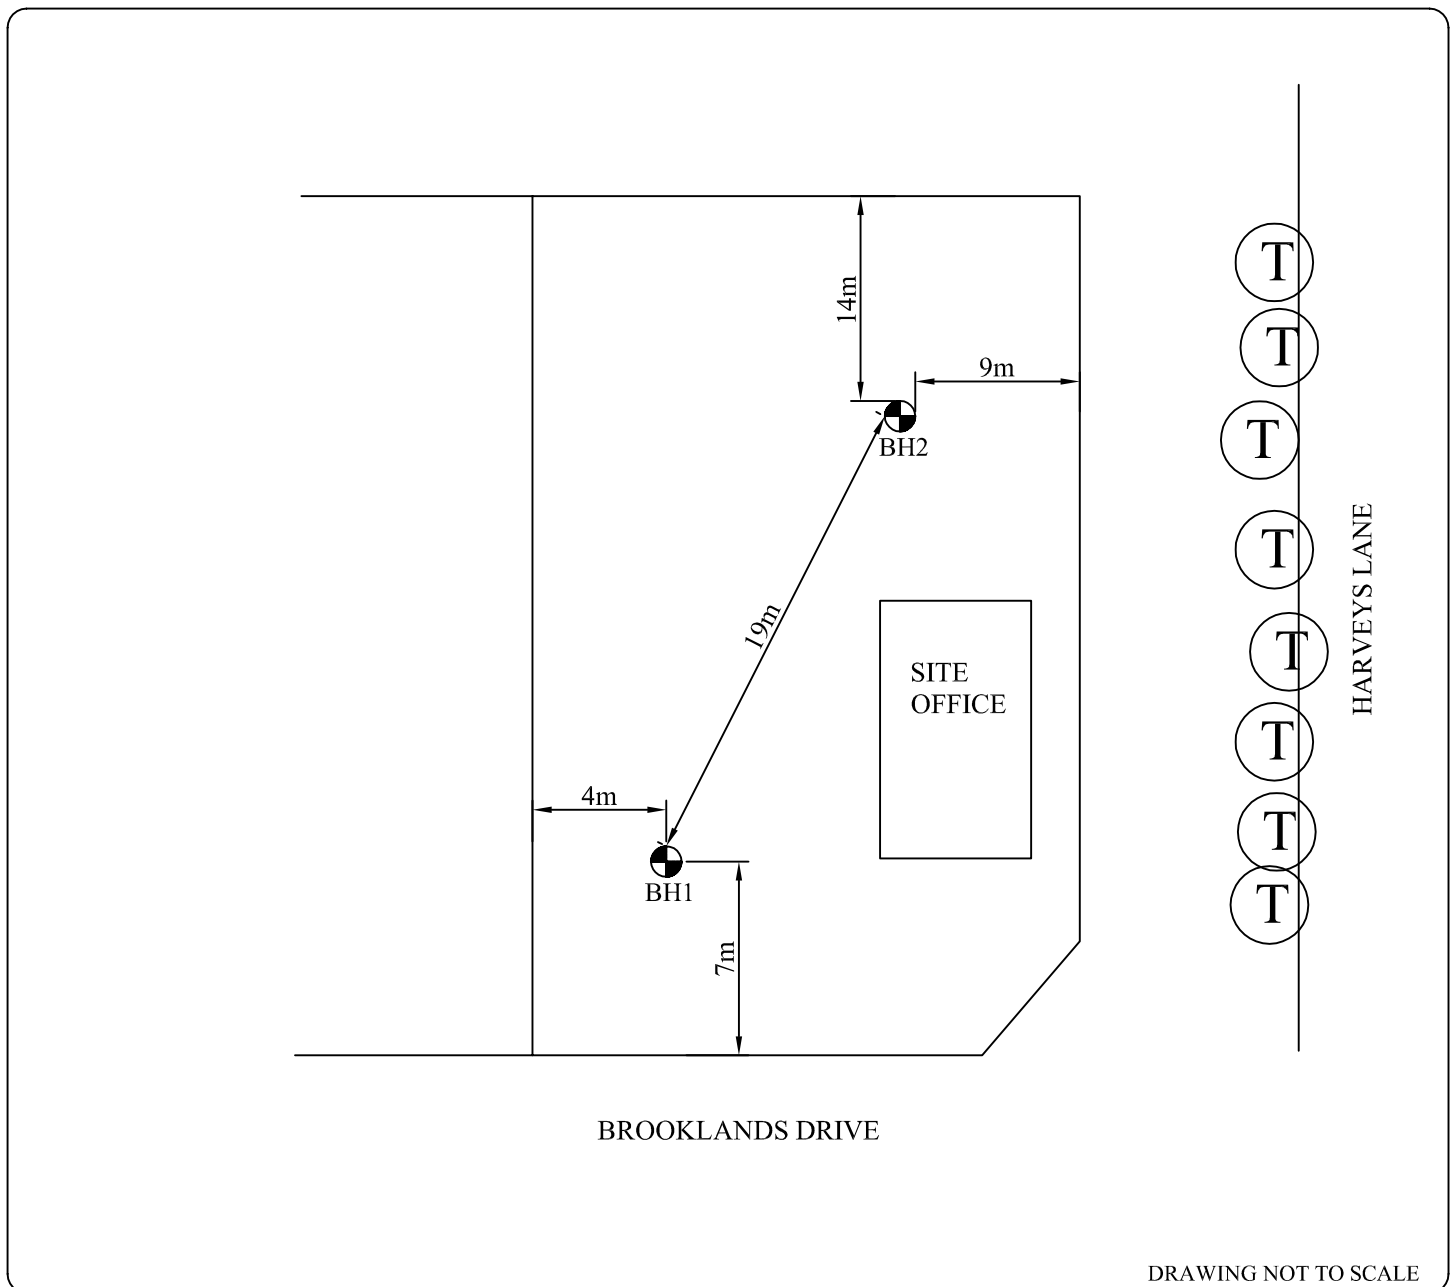 T
14m
T
9m
T
BH2
HARVEYS LANE
T
19m
T
SITE
OFFICE
T
4m
T
BH1
T
7m
BROOKLANDS DRIVE
DRAWING NOT TO SCALE